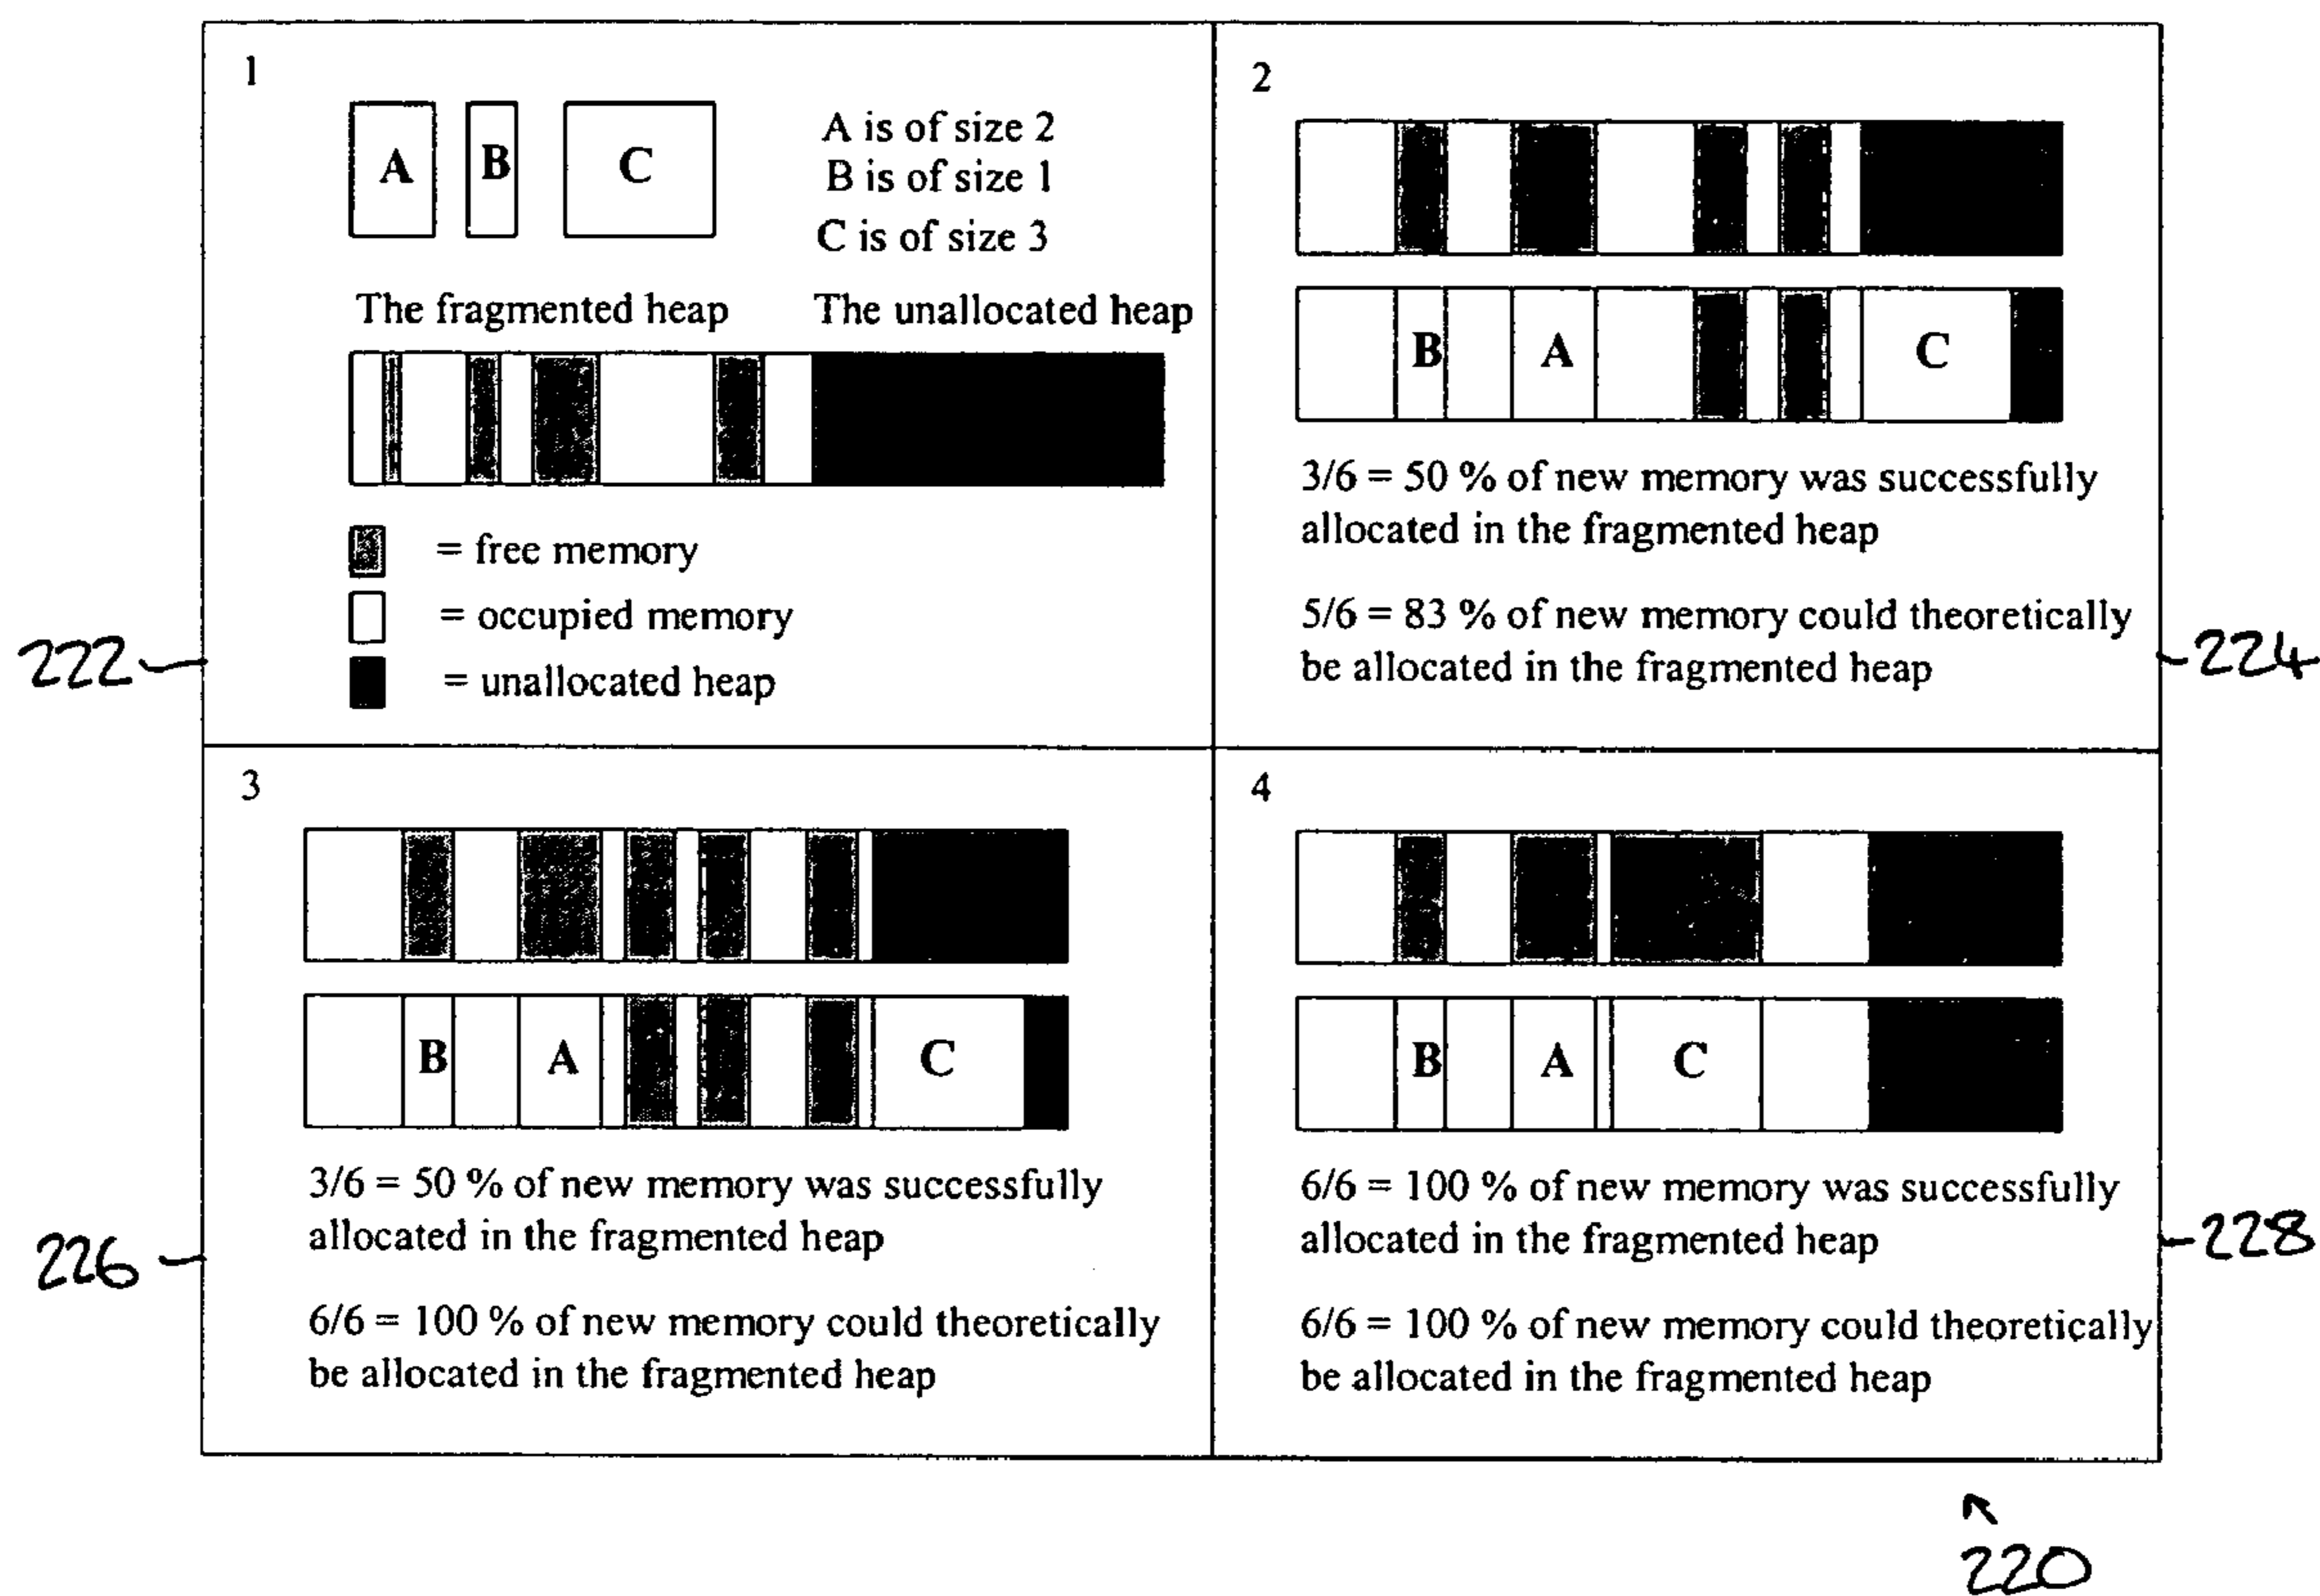 1
A
B
C
A is of size 2
B is of size 1
C is of size 3
The fragmented heap
The unallocated heap
= free memory
= occupied memory
= unallocated heap
222
2
B
A
C
3/6 = 50 % of new memory was successfully
allocated in the fragmented heap
5/6 = 83 % of new memory could theoretically
be allocated in the fragmented heap
224
3
B
A
C
3/6 = 50 % of new memory was successfully
allocated in the fragmented heap
6/6 = 100 % of new memory could theoretically
be allocated in the fragmented heap
226
4
B
A
C
6/6 = 100 % of new memory was successfully
allocated in the fragmented heap
6/6 = 100 % of new memory could theoretically
be allocated in the fragmented heap
228
220